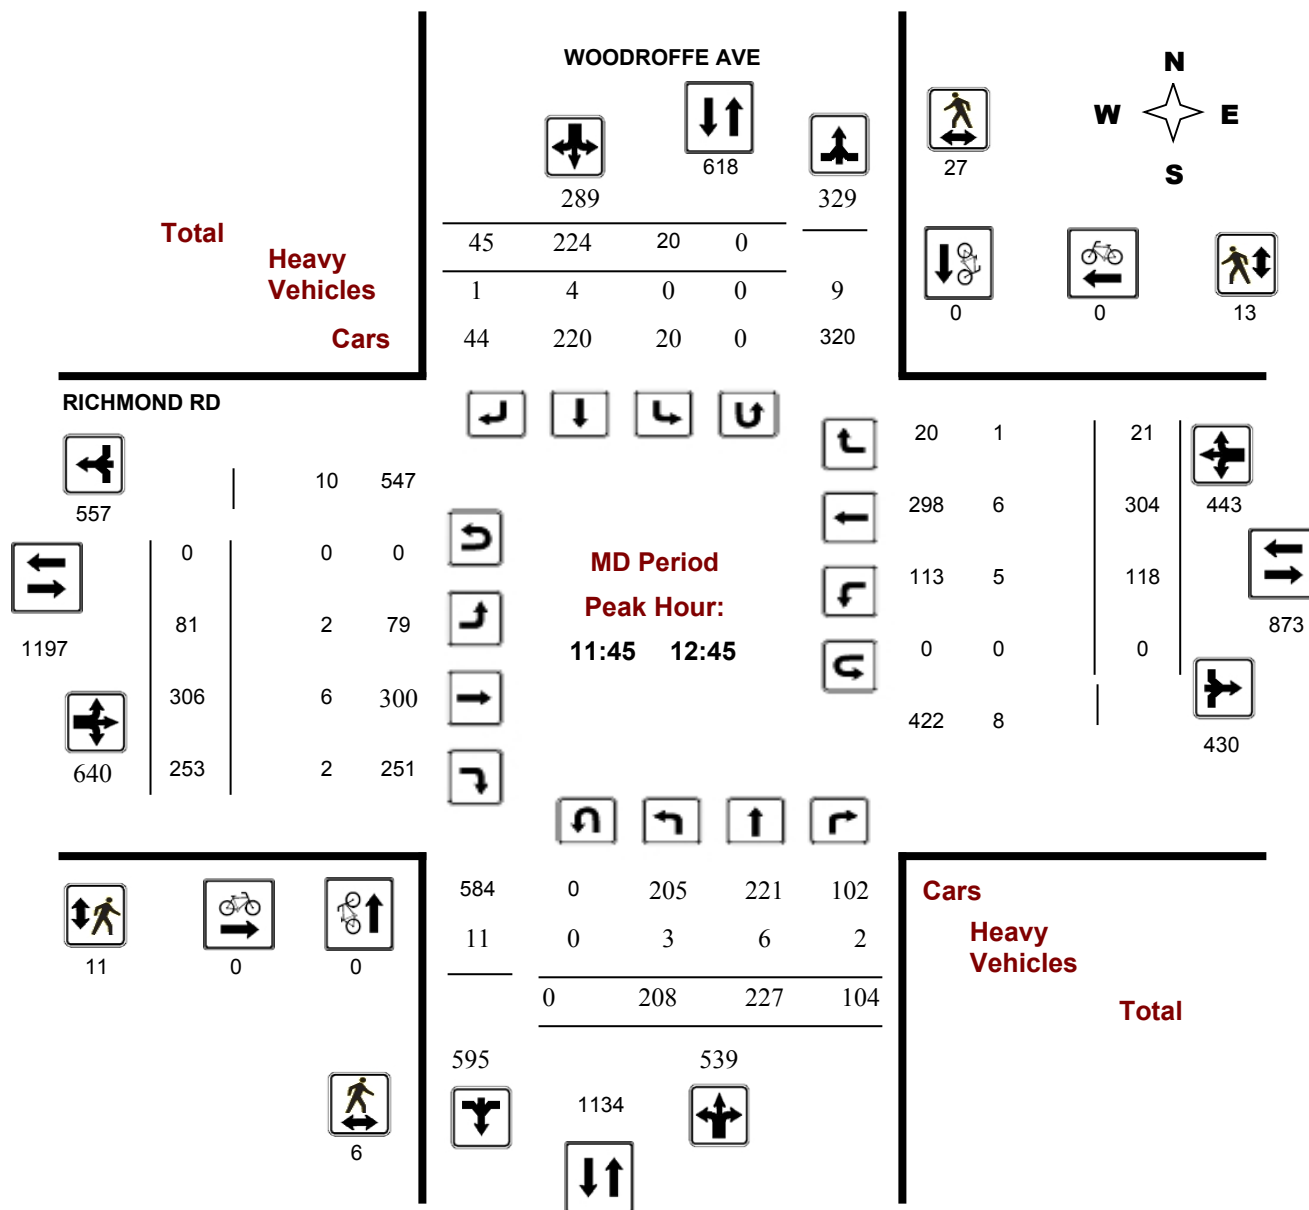 WOODROFFE AVE
N
W E
S
618
27
289 329
Total
45 224 20 0
Heavy
Vehicles
1 4 0 0 9
0 0 13
Cars
44 220 20 0 320
RICHMOND RD
20 1 21
10 547
557
298 6 304 443
0 0 0
MD Period
113 5 118
Peak Hour:
81 2 79
873
1197
11:45 12:45
0 0 0
306 6 300
422 8
430
640
253 2 251
584 0 205 221 102
Cars
11 0 3 6 2
Heavy
Vehicles
11 0 0
0 208 227 104
Total
595 539
1134
6